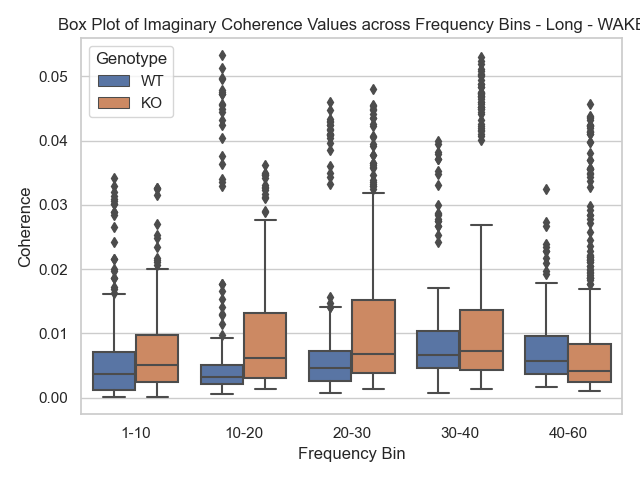 Box Plot of Imaginary Coherence Values across Frequency Bins - Long - WAKE
Genotype
WT
KO
Coherence
0.05
0.04
0.03
0.02
0.01
0.00
1-10 10-20 20-30 30-40 40-60
Frequency Bin